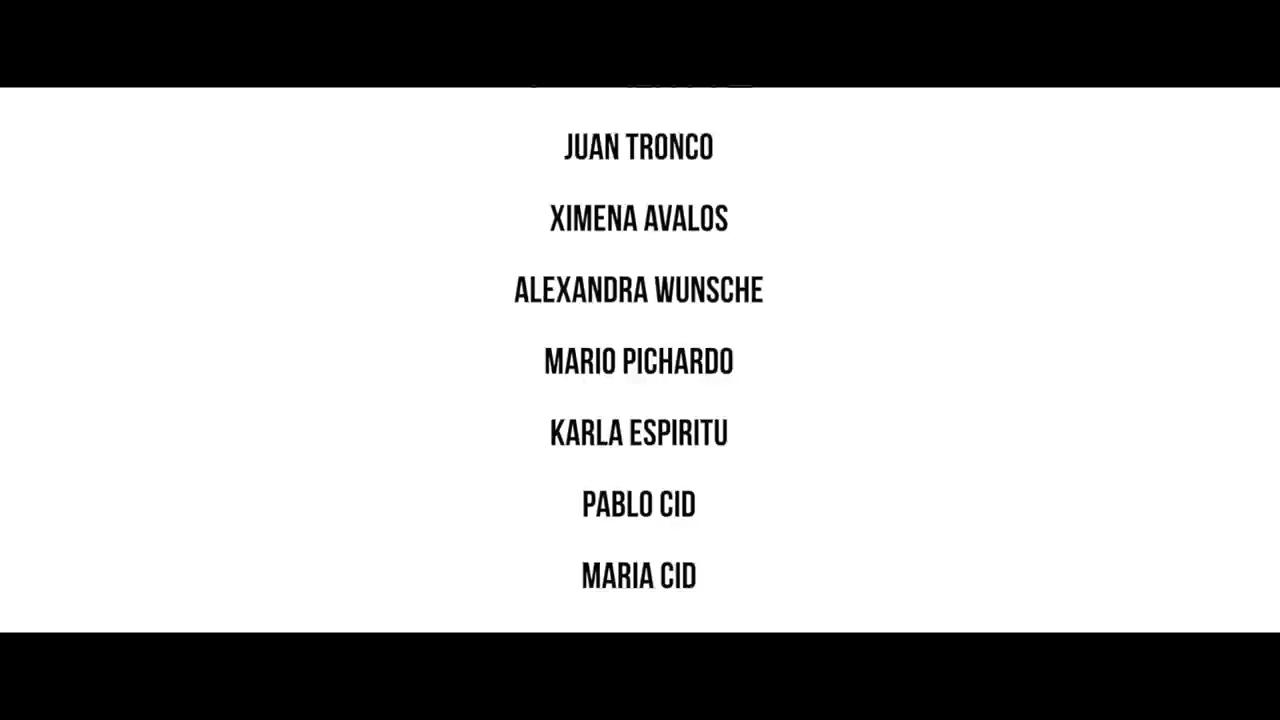 JUAN TRONCO
XIMENA AVALOS
ALEXANDRA WUNSCHE
MARIO PICHARDO
KARLA ESPIRITU
PABLO CID
MARIA CID